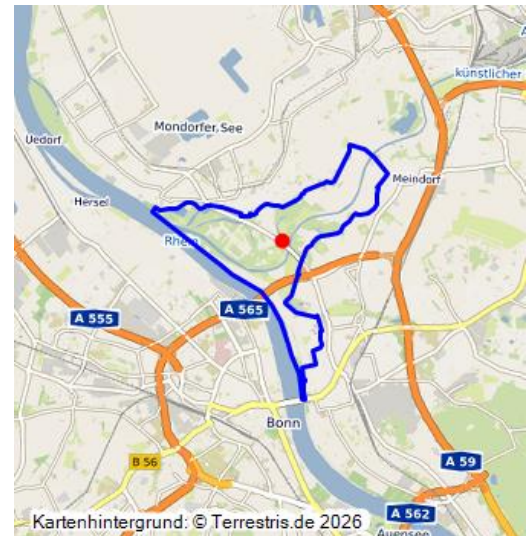 künstlicher
Mondorfer See
Uedorf
Meindorf
Hersel
Rhein
A 565
A 555
Bonn
B 56
A 59
A 562
Auensee
Kartenhintergrund: © Terrestris.de 2026